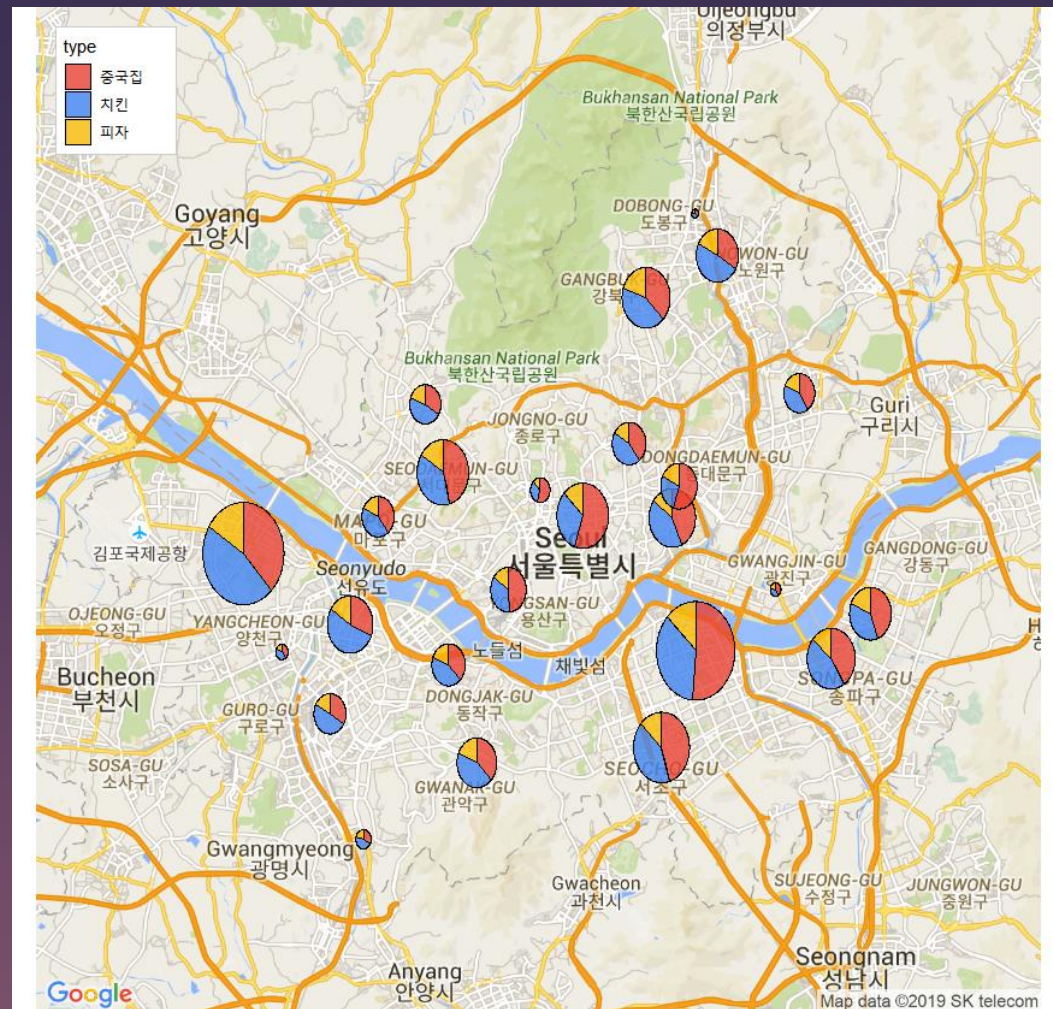 Uijeongbu
의정부시
type
중국집
치킨
피자
Bukhansan National Park
북한산국립공원
DOBONG-GU
도봉구
Goyang
고양시
OWON-GU
노원구
GANGBU
GU
강북
Bukhansan National Park
북한산국립공원
JONGNO-GU
종로구
Guri
구리시
SEODAEMUN-GU
DONGDAEMUN-GU
대문구
MAPO-GU
마포구
김포국제공항
Seoul
서울특별시
Seonyudo
선유도
GWANGJIN-GU
광진구
GANGDONG-GU
강동구
OJEONG-GU
오정구
YANGCHEON-GU
양천구
NGSAN-GU
용산구
노들섬
채빛섬
Bucheon
부천시
DONGJAK-GU
동작구
SONGPA-GU
송파구
GURO-GU
구로구
SOSA-GU
소사구
SEOCHO-GU
서초구
GWANAK-GU
관악구
Gwangmyeong
광명시
Gwacheon
과천시
SUJEONG-GU
수정구
JUNGWON-GU
중원구
Anyang
안양시
Seongnam
성남시
Google
Map data ©2019 SK telecom